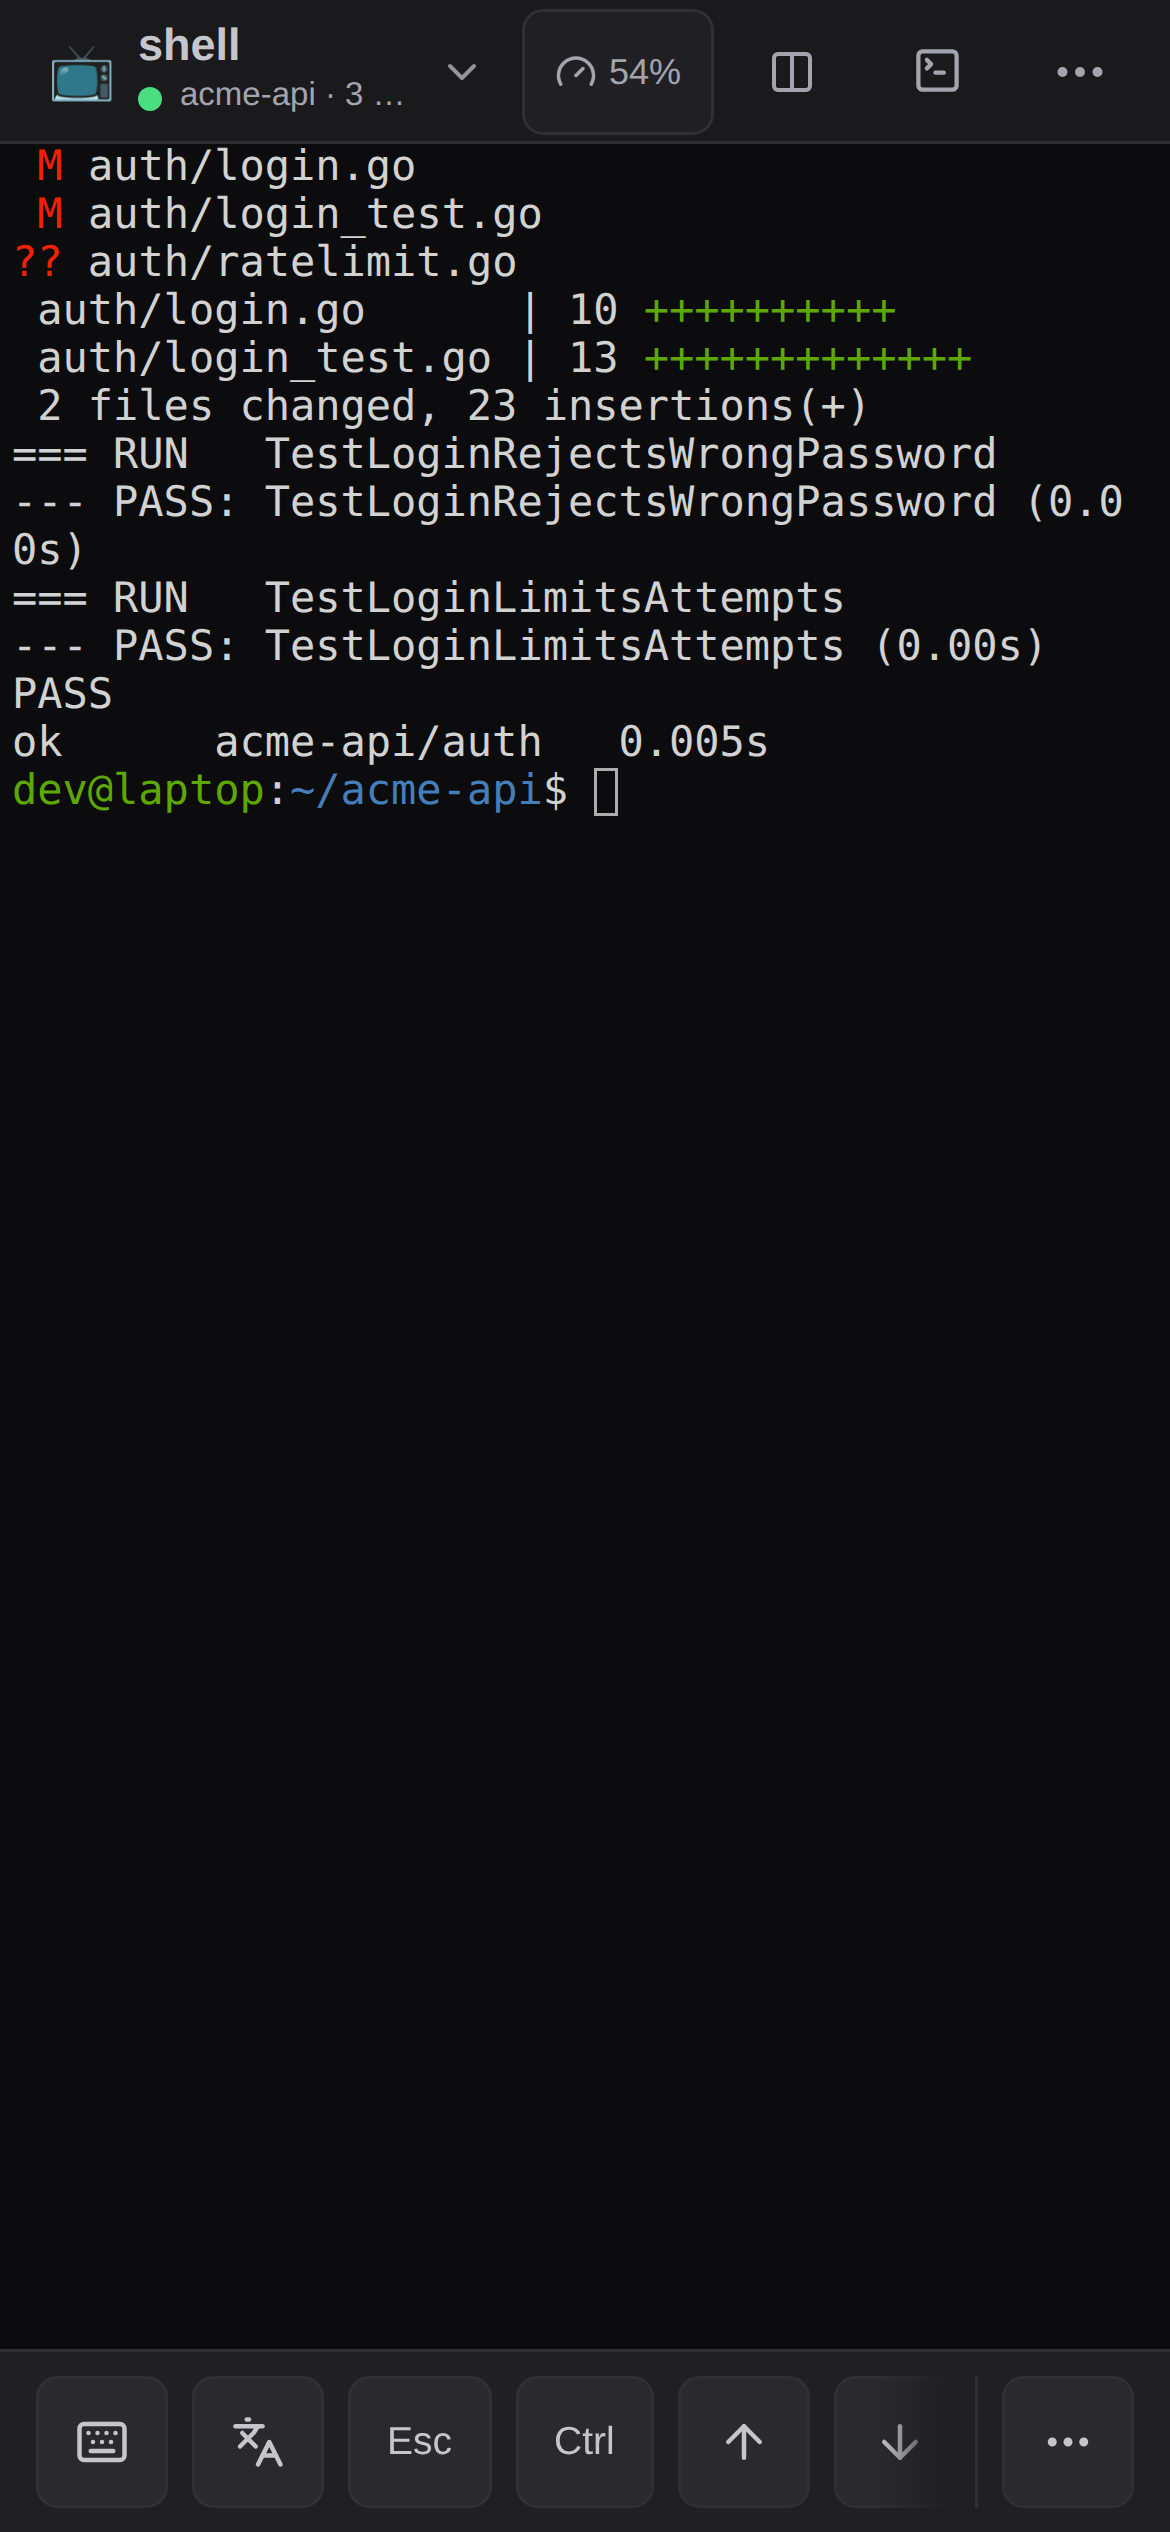 shell
acme-api · 3 ...
54%
 M auth/login.go
 M auth/login_test.go
?? auth/ratelimit.go
 auth/login.go      | 10 ++++++++++
 auth/login_test.go | 13 +++++++++++++
 2 files changed, 23 insertions(+)
=== RUN   TestLoginRejectsWrongPassword
--- PASS: TestLoginRejectsWrongPassword (0.0
0s)
=== RUN   TestLoginLimitsAttempts
--- PASS: TestLoginLimitsAttempts (0.00s)
PASS
ok      acme-api/auth   0.005s
dev@laptop:~/acme-api$
Esc
Ctrl